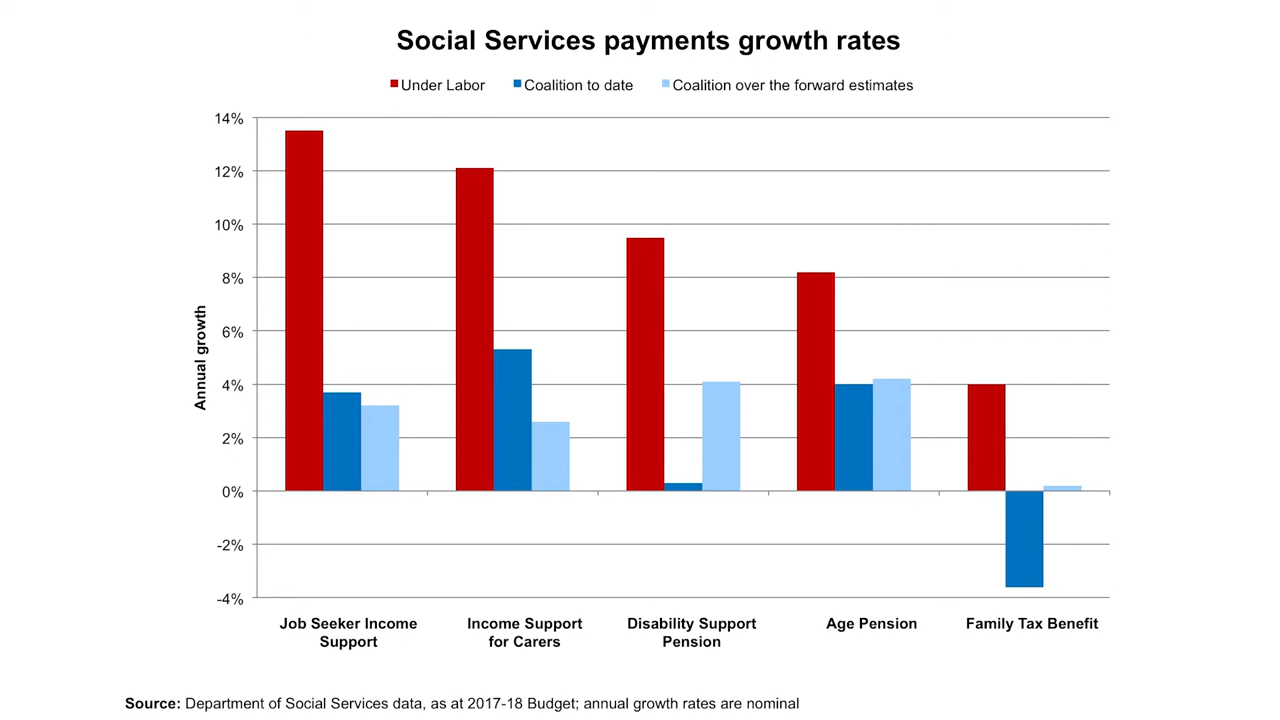 Social Services payments growth rates
Under Labor
Coalition to date
Coalition over the forward estimates
14%
12%
10%
8%
6%
4%
2%
0%
-2%
-4%
Annual growth
Job Seeker Income
Support
Income Support
for Carers
Disability Support
Pension
Age Pension
Family Tax Benefit
Source: Department of Social Services data, as at 2017-18 Budget; annual growth rates are nominal